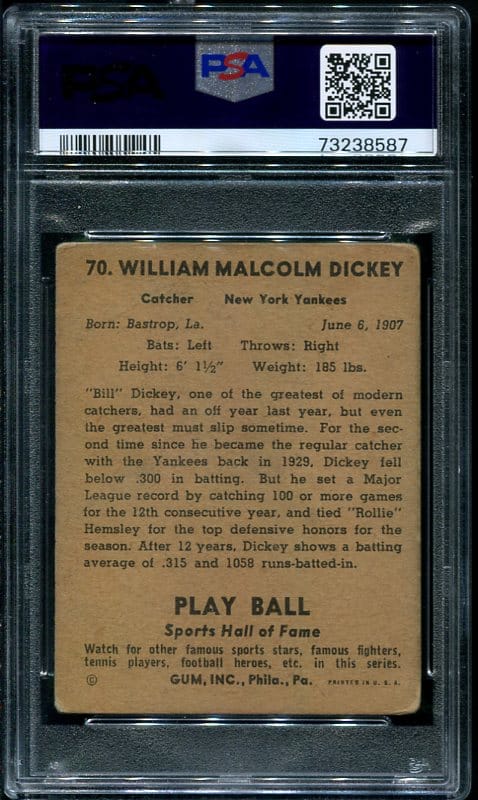 PSA
PSA
73238587
70. WILLIAM MALCOLM DICKEY
Catcher New York Yankees
Born: Bastrop, La. June 6, 1907
Bats: Left Throws: Right
Height: 6' 1½" Weight: 185 lbs.
"Bill" Dickey, one of the greatest of modern
catchers, had an off year last year, but even
the greatest must slip sometime. For the sec-
ond time since he became the regular catcher
with the Yankees back in 1929, Dickey fell
below .300 in batting. But he set a Major
League record by catching 100 or more games
for the 12th consecutive year, and tied "Rollie"
Hemsley for the top defensive honors for the
season. After 12 years, Dickey shows a batting
average of .315 and 1058 runs-batted-in.
PLAY BALL
Sports Hall of Fame
Watch for other famous sports stars, famous fighters,
tennis players, football heroes, etc. in this series.
© GUM, INC., Phila., Pa. PRINTED IN U. S. A.